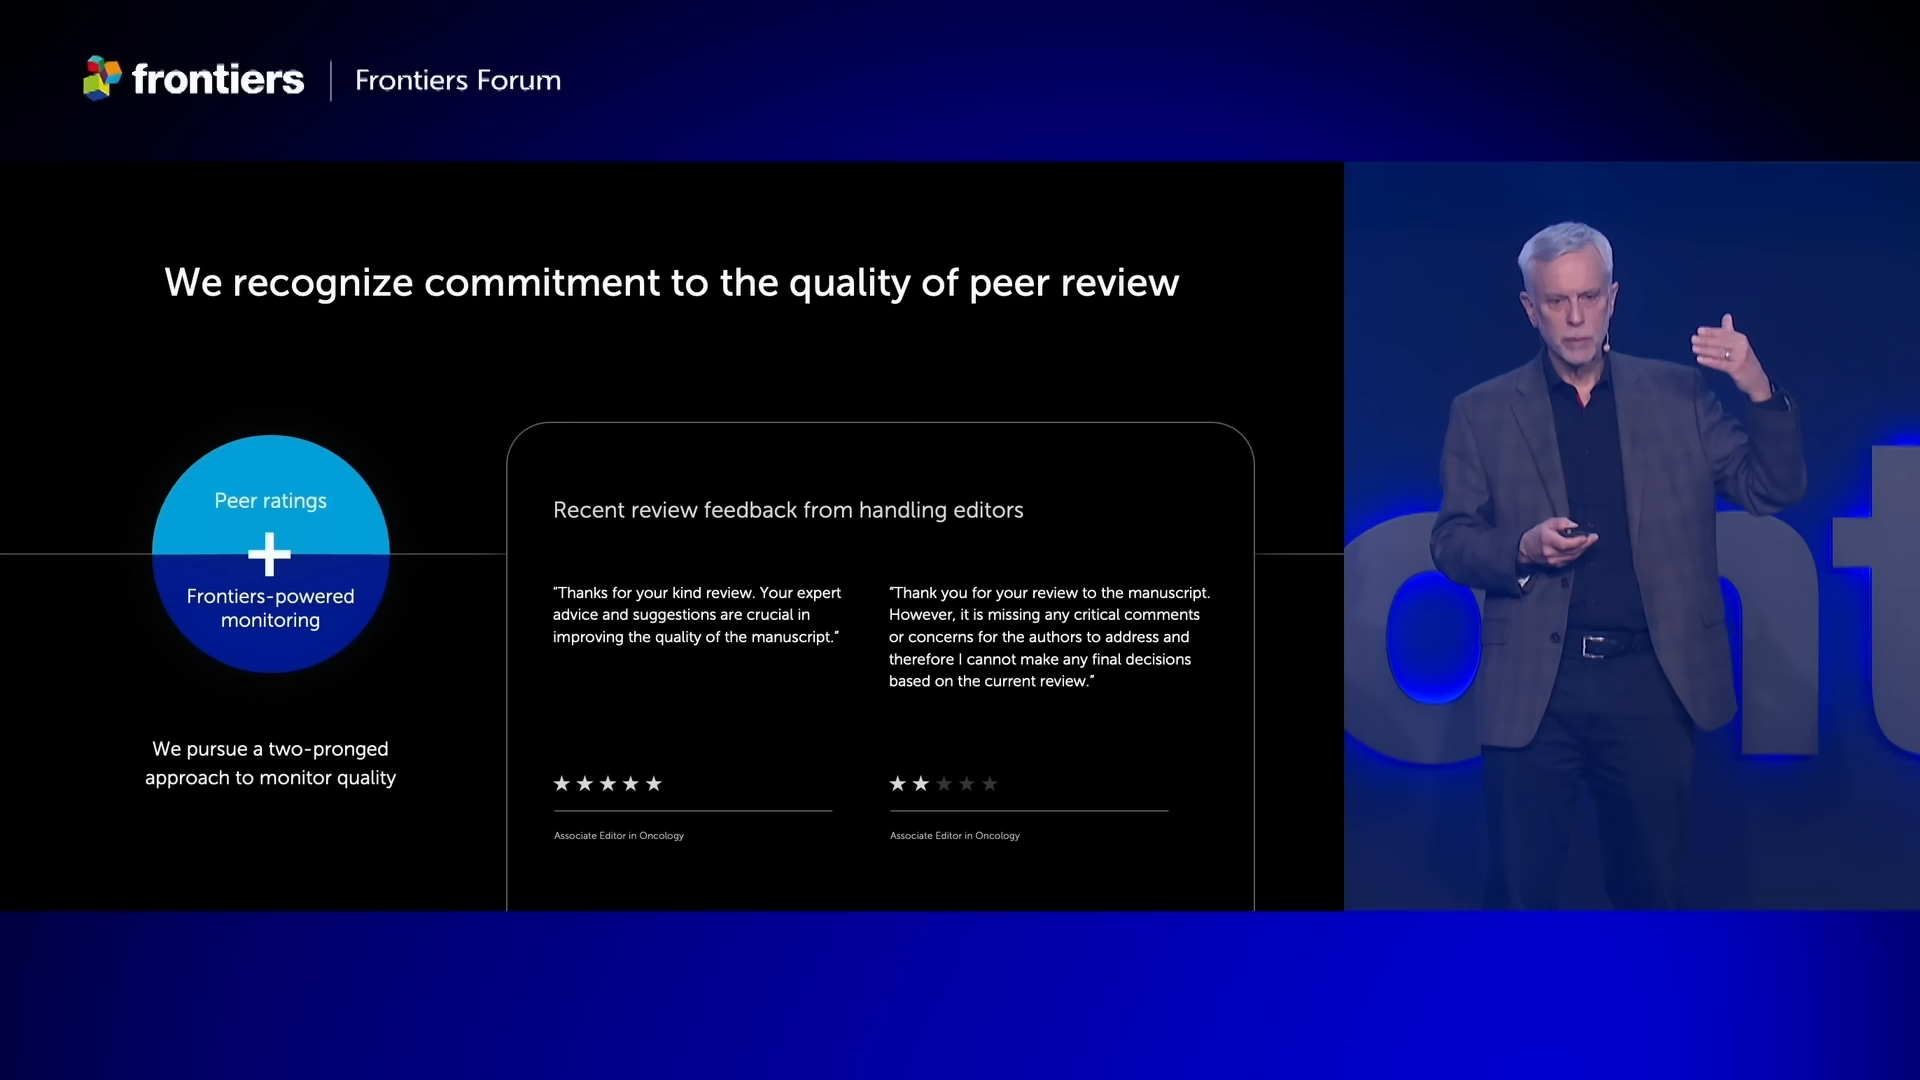 frontiers
Frontiers Forum
We recognize commitment to the quality of peer review
Peer ratings
+
Frontiers-powered
monitoring
We pursue a two-pronged
approach to monitor quality
Recent review feedback from handling editors
"Thanks for your kind review. Your expert
advice and suggestions are crucial in
improving the quality of the manuscript."
★★★★★
Associate Editor in Oncology
"Thank you for your review to the manuscript.
However, it is missing any critical comments
or concerns for the authors to address and
therefore I cannot make any final decisions
based on the current review."
★★★★★
Associate Editor in Oncology
ont